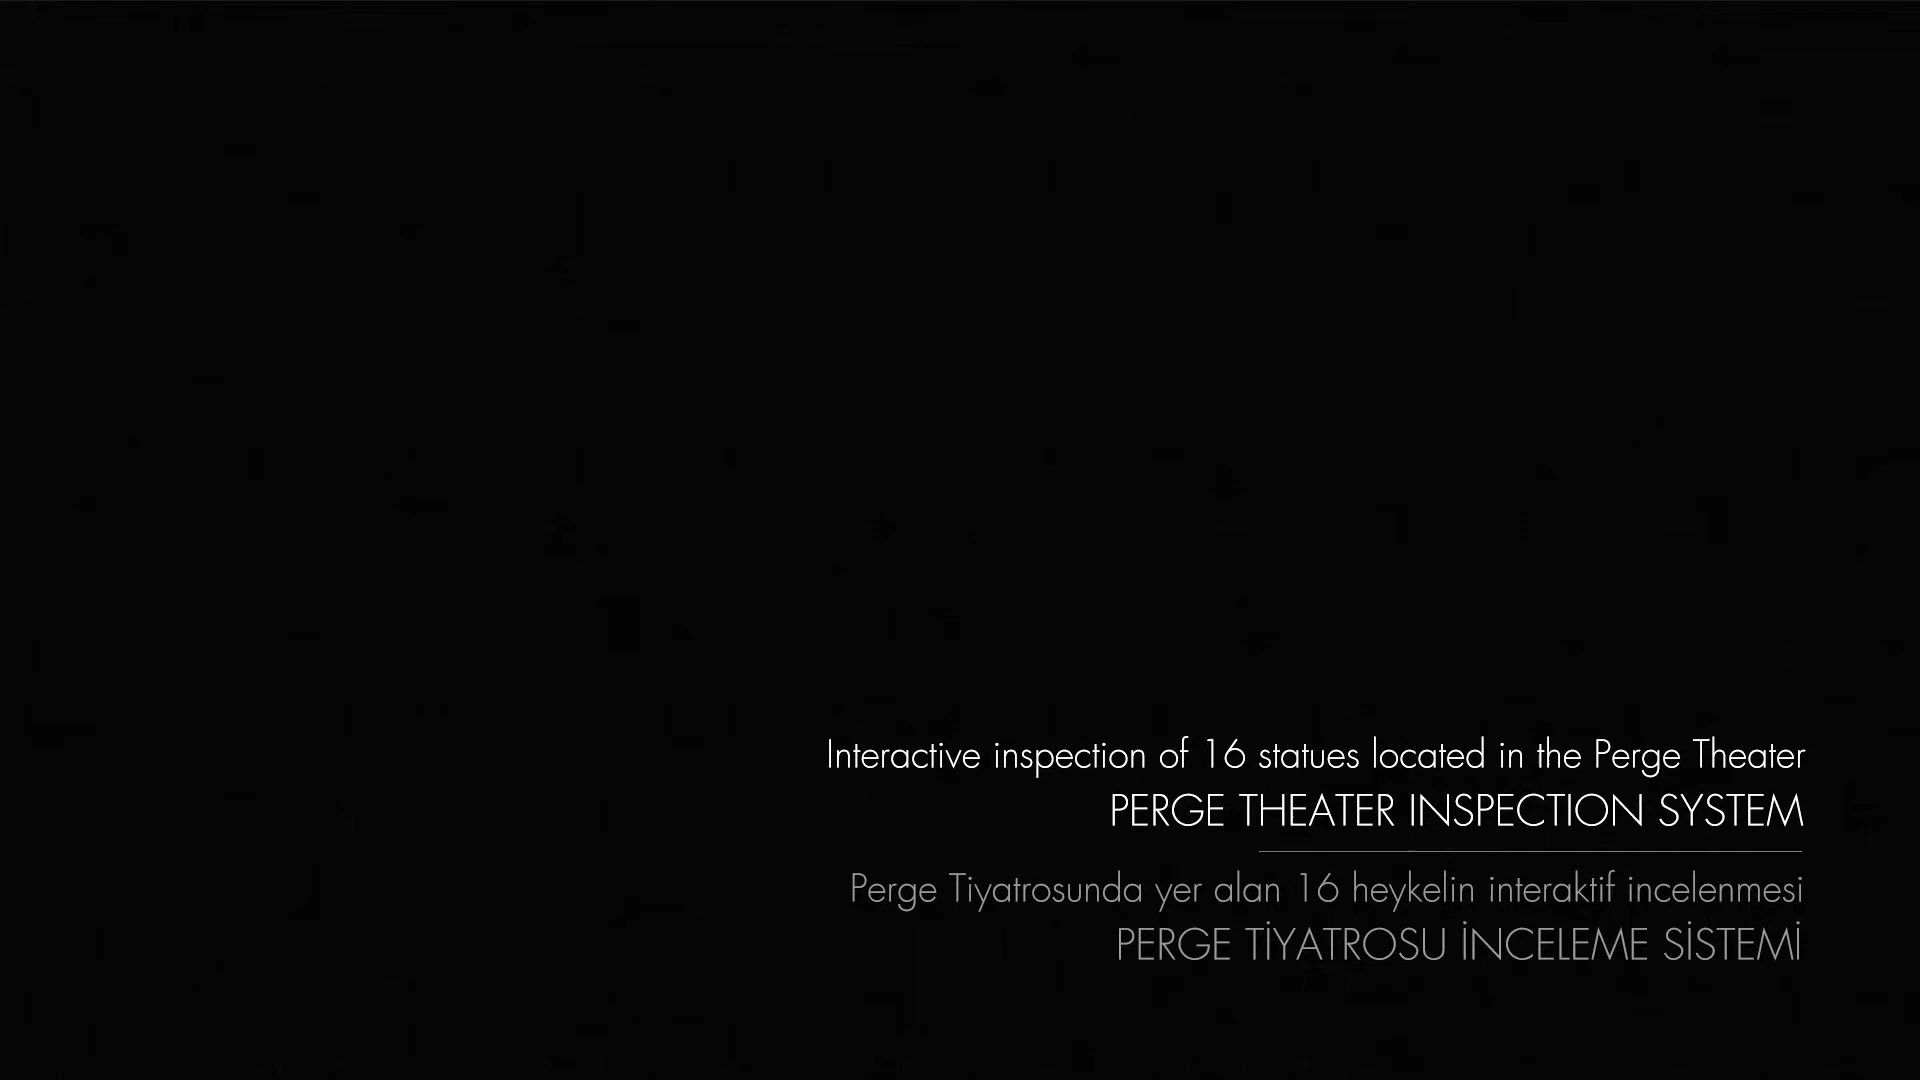 Interactive inspection of 16 statues located in the Perge Theater
PERGE THEATER INSPECTION SYSTEM
Perge Tiyatrosunda yer alan 16 heykelin interaktif incelenmesi
PERGE TİYATROSU İNCELEME SİSTEMİ